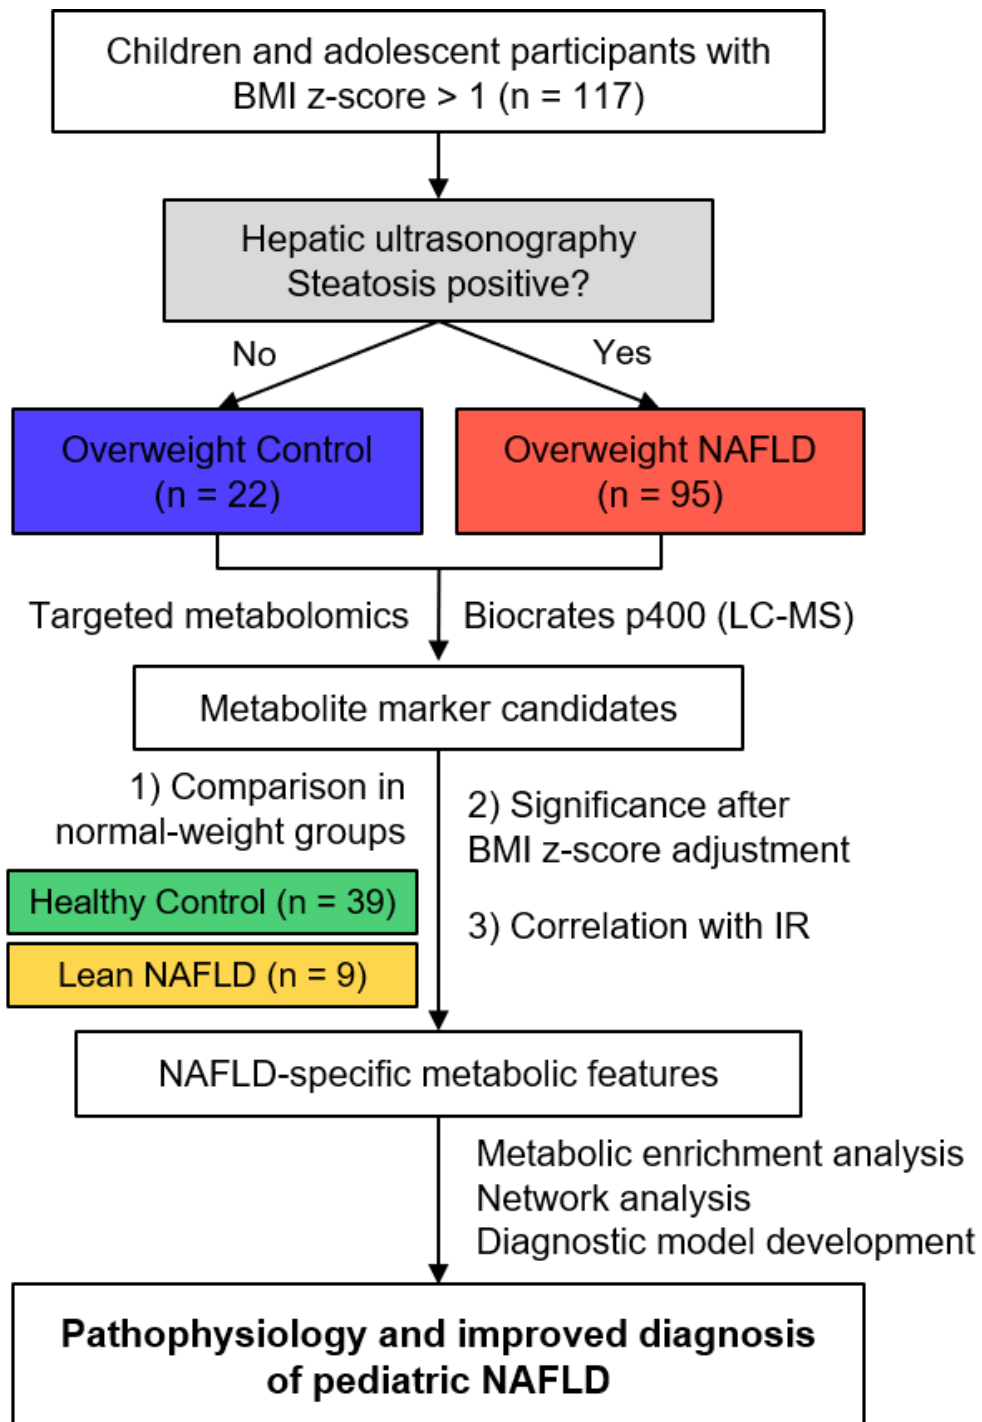 Children and adolescent participants with
BMI z-score > 1 (n = 117)
Hepatic ultrasonography
Steatosis positive?
No
Yes
Overweight Control
(n = 22)
Overweight NAFLD
(n = 95)
Targeted metabolomics
Biocrates p400 (LC-MS)
Metabolite marker candidates
1) Comparison in
normal-weight groups
Healthy Control (n = 39)
Lean NAFLD (n = 9)
2) Significance after
BMI z-score adjustment
3) Correlation with IR
NAFLD-specific metabolic features
Metabolic enrichment analysis
Network analysis
Diagnostic model development
Pathophysiology and improved diagnosis
of pediatric NAFLD